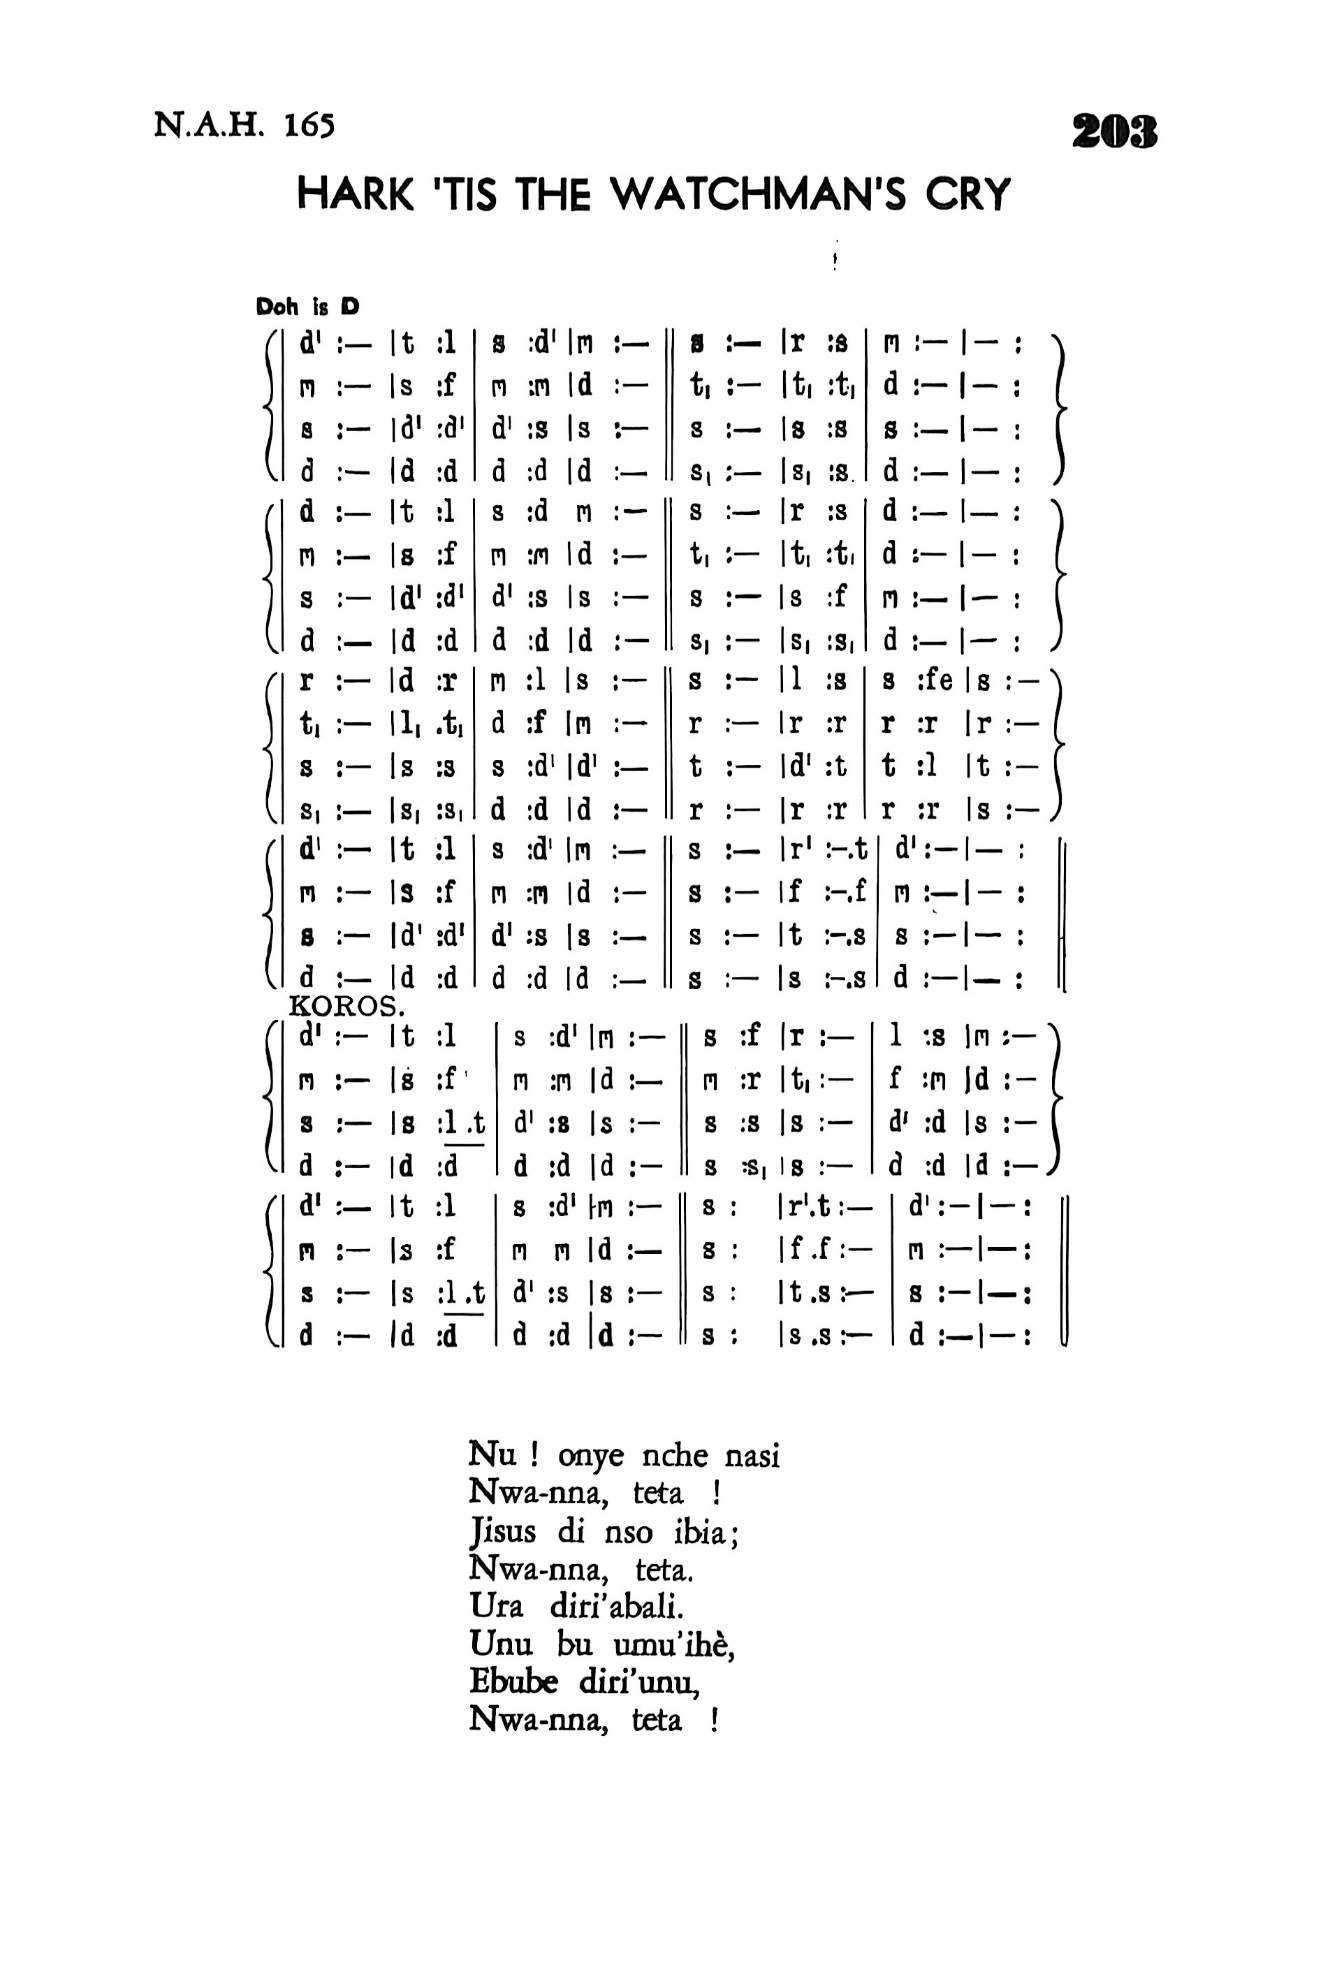 N.A.H. 165
203
HARK 'TIS THE WATCHMAN'S CRY
Doh is D
d' :— |t :l | s :d' |m :— || s :— |r :s | m :— |— :
m :— |s :f | m :m |d :— || t, :— |t, :t, | d :— |— :
s :— |d' :d' | d' :s |s :— || s :— |s :s | s :— |— :
d :— |d :d | d :d |d :— || s, :— |s, :s. | d :— |— :
d :— |t :l | s :d m :— || s :— |r :s | d :— |— :
m :— |s :f | m :m |d :— || t, :— |t, :t, | d :— |— :
s :— |d' :d' | d' :s |s :— || s :— |s :f | m :— |— :
d :— |d :d | d :d |d :— || s, :— |s, :s, | d :— |— :
r :— |d :r | m :l |s :— || s :— |l :s | s :fe |s :—
t, :— |l, .t, | d :f |m :— || r :— |r :r | r :r |r :—
s :— |s :s | s :d' |d' :— || t :— |d' :t | t :l |t :—
s, :— |s, :s, | d :d |d :— || r :— |r :r | r :r |s :—
d' :— |t :l | s :d' |m :— || s :— |r' :–.t | d' :— |— :
m :— |s :f | m :m |d :— || s :— |f :–.f | m :— |— :
s :— |d' :d' | d' :s |s :— || s :— |t :–.s | s :— |— :
d :— |d :d | d :d |d :— || s :— |s :–.s | d :— |— :
KOROS.
d' :— |t :l | s :d' |m :— || s :f |r :— | l :s |m :—
m :— |s :f | m :m |d :— || m :r |t, :— | f :m |d :—
s :— |s :l .t | d' :s |s :— || s :s |s :— | d' :d |s :—
d :— |d :d | d :d |d :— || s :s, |s :— | d :d |d :—
d' :— |t :l | s :d' |m :— || s : |r'.t :— | d' :— |— :
m :— |s :f | m m |d :— || s : |f .f :— | m :— |— :
s :— |s :l .t | d' :s |s :— || s : |t .s :— | s :— |— :
d :— |d :d | d :d |d :— || s : |s .s :— | d :— |— :
Nu ! onye nche nasi
Nwa-nna, teta !
Jisus di nso ibia;
Nwa-nna, teta.
Ura diri'abali.
Unu bu umu'ihè,
Ebube diri'unu,
Nwa-nna, teta !